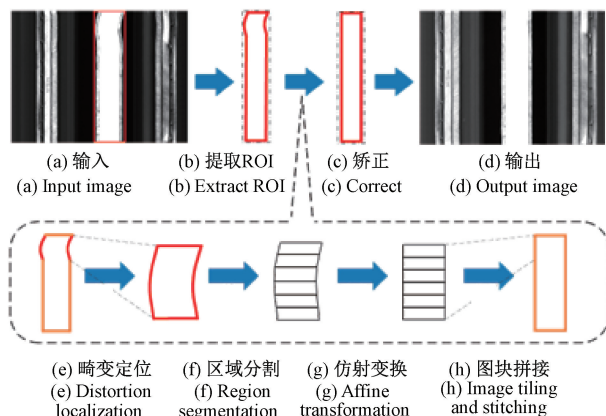 (a) 输入 (b) 提取ROI (c) 矫正 (d) 输出
(a) Input image (b) Extract ROI (c) Correct (d) Output image
(e) 畸变定位 (f) 区域分割 (g) 仿射变换 (h) 图块拼接
(e) Distortion (f) Region (g) Affine (h) Image tiling
localization segmentation transformation and stitching